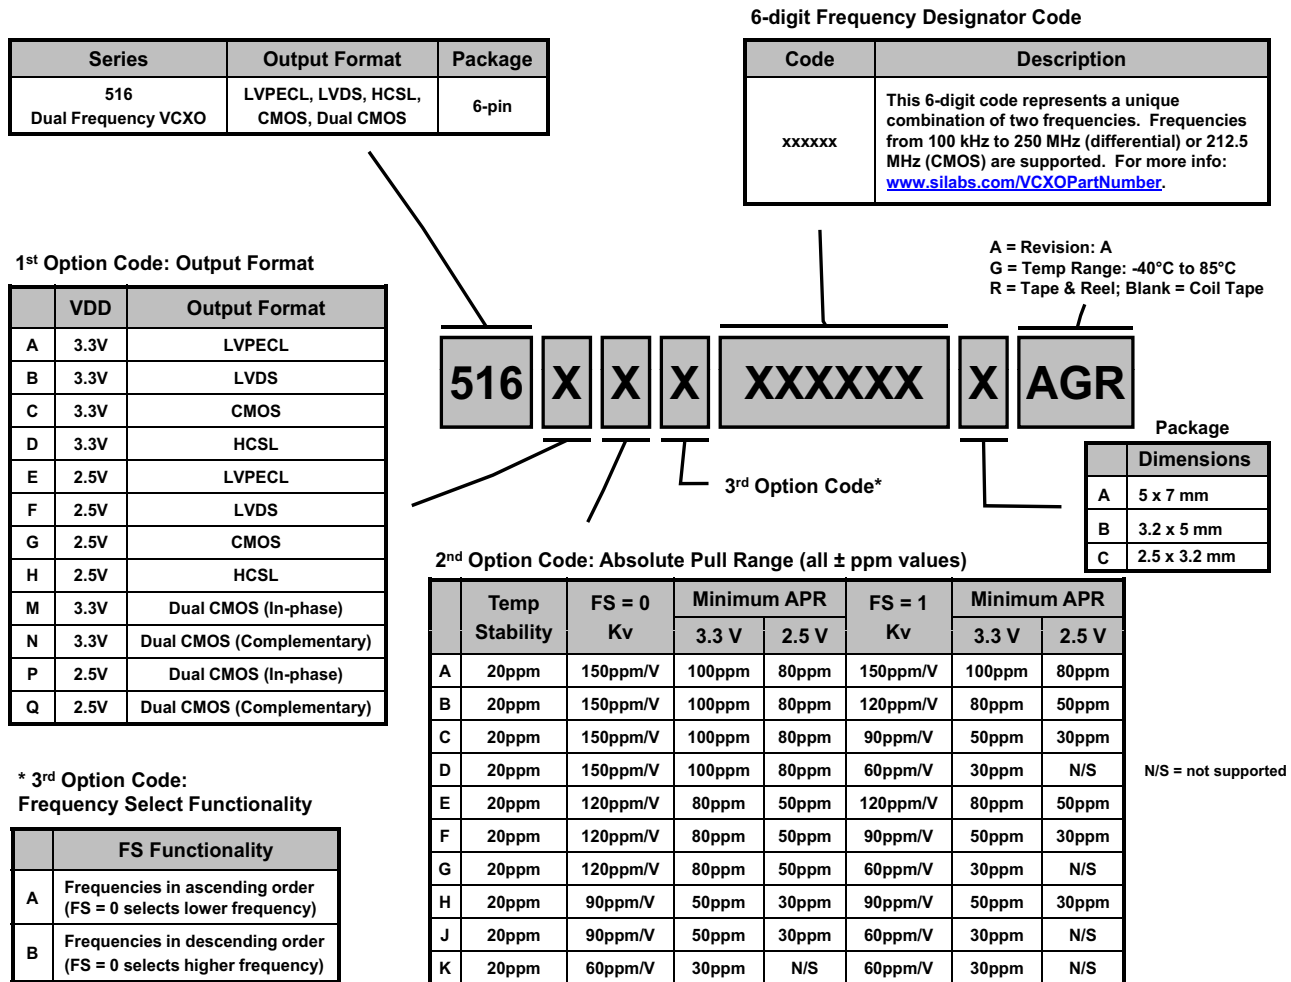 6-digit Frequency Designator Code
Series Output Format Package
516 Dual Frequency VCXO LVPECL, LVDS, HCSL, CMOS, Dual CMOS 6-pin
Code Description
xxxxxx This 6-digit code represents a unique
combination of two frequencies. Frequencies
from 100 kHz to 250 MHz (differential) or 212.5
MHz (CMOS) are supported. For more info:
www.silabs.com/VCXOPartNumber.
A = Revision: A
G = Temp Range: -40°C to 85°C
R = Tape & Reel; Blank = Coil Tape
1st Option Code: Output Format
VDD Output Format
A 3.3V LVPECL
B 3.3V LVDS
C 3.3V CMOS
D 3.3V HCSL
E 2.5V LVPECL
F 2.5V LVDS
G 2.5V CMOS
H 2.5V HCSL
M 3.3V Dual CMOS (In-phase)
N 3.3V Dual CMOS (Complementary)
P 2.5V Dual CMOS (In-phase)
Q 2.5V Dual CMOS (Complementary)
516 X X X XXXXXX X AGR
3rd Option Code*
Package
Dimensions
A 5 x 7 mm
B 3.2 x 5 mm
C 2.5 x 3.2 mm
2nd Option Code: Absolute Pull Range (all ± ppm values)
Temp Stability FS = 0 Kv Minimum APR FS = 1 Kv Minimum APR
3.3 V 2.5 V 3.3 V 2.5 V
A 20ppm 150ppm/V 100ppm 80ppm 150ppm/V 100ppm 80ppm
B 20ppm 150ppm/V 100ppm 80ppm 120ppm/V 80ppm 50ppm
C 20ppm 150ppm/V 100ppm 80ppm 90ppm/V 50ppm 30ppm
D 20ppm 150ppm/V 100ppm 80ppm 60ppm/V 30ppm N/S
E 20ppm 120ppm/V 80ppm 50ppm 120ppm/V 80ppm 50ppm
F 20ppm 120ppm/V 80ppm 50ppm 90ppm/V 50ppm 30ppm
G 20ppm 120ppm/V 80ppm 50ppm 60ppm/V 30ppm N/S
H 20ppm 90ppm/V 50ppm 30ppm 90ppm/V 50ppm 30ppm
J 20ppm 90ppm/V 50ppm 30ppm 60ppm/V 30ppm N/S
K 20ppm 60ppm/V 30ppm N/S 60ppm/V 30ppm N/S
N/S = not supported
* 3rd Option Code:
Frequency Select Functionality
FS Functionality
A Frequencies in ascending order
(FS = 0 selects lower frequency)
B Frequencies in descending order
(FS = 0 selects higher frequency)